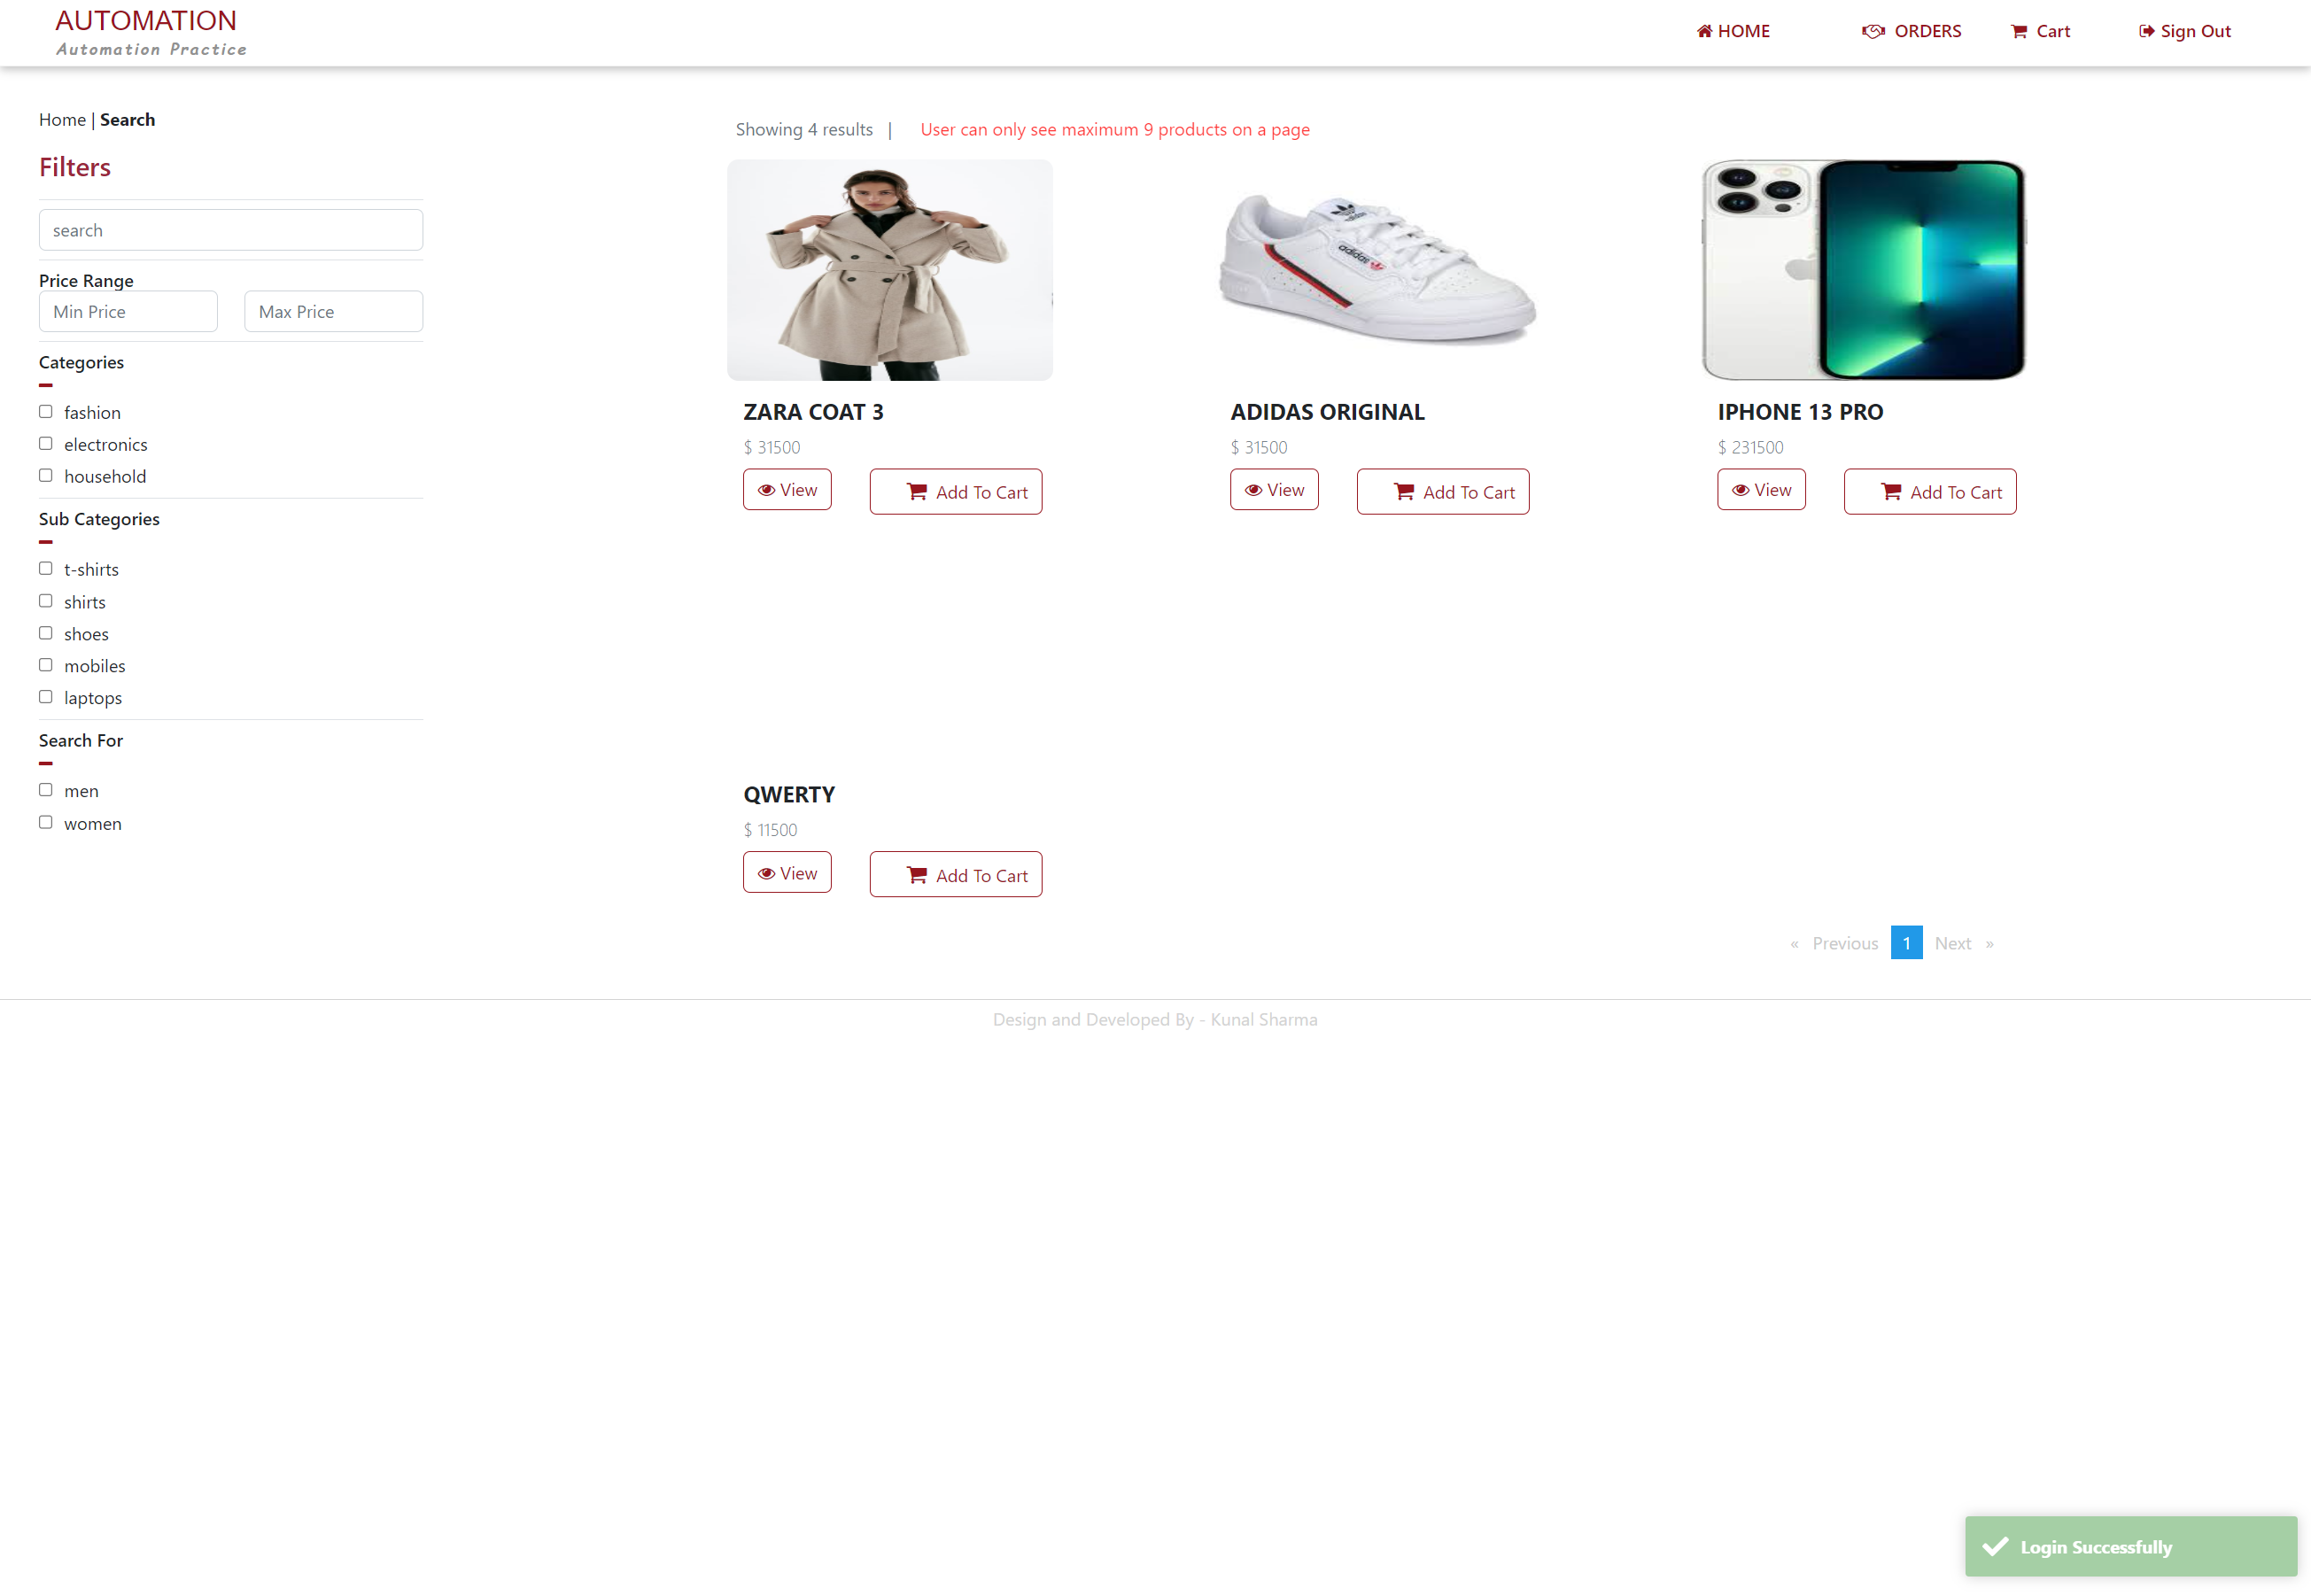 AUTOMATION
Automation Practice
HOME
ORDERS
Cart
Sign Out
Home | Search
Filters
search
Price Range
Min Price
Max Price
Categories
fashion
electronics
household
Sub Categories
t-shirts
shirts
shoes
mobiles
laptops
Search For
men
women
Showing 4 results |
User can only see maximum 9 products on a page
ZARA COAT 3
$ 31500
View
Add To Cart
adidas
ADIDAS ORIGINAL
$ 31500
View
Add To Cart
IPHONE 13 PRO
$ 231500
View
Add To Cart
QWERTY
$ 11500
View
Add To Cart
« Previous 1 Next »
Design and Developed By - Kunal Sharma
Login Successfully